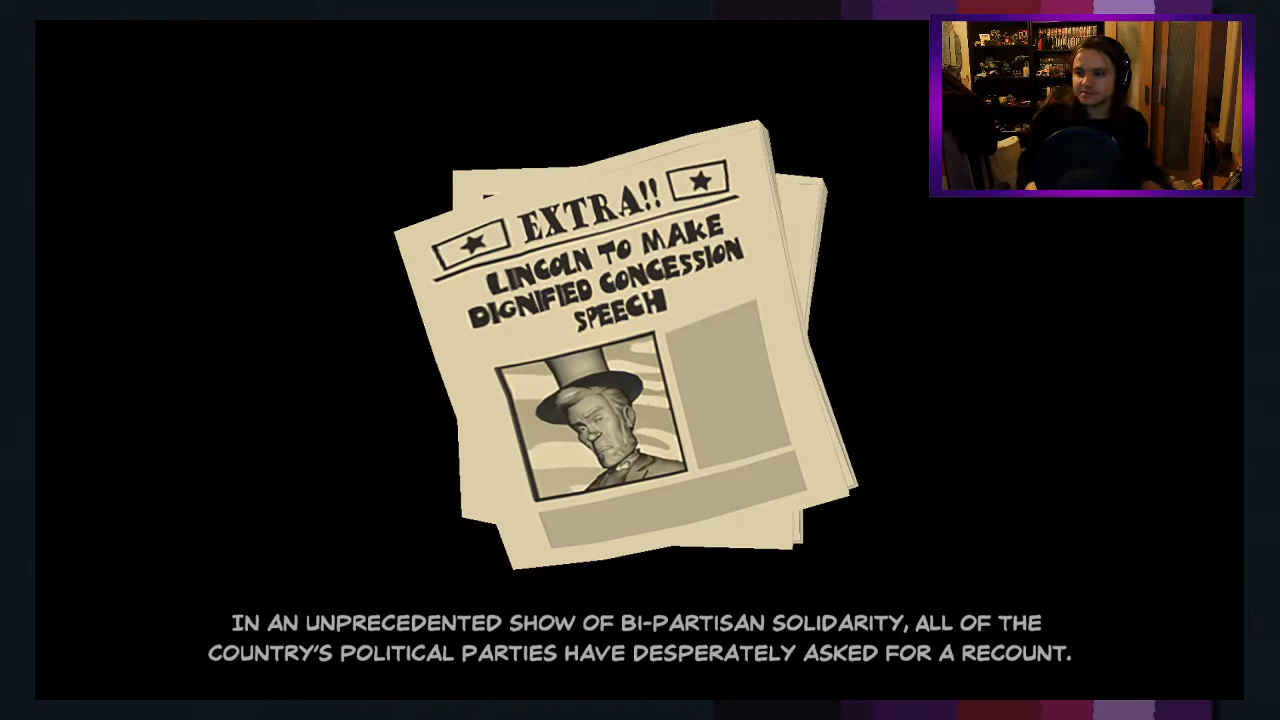 EXTRA!!
LINCOLN TO MAKE
DIGNIFIED CONCESSION
SPEECH
IN AN UNPRECEDENTED SHOW OF BI-PARTISAN SOLIDARITY, ALL OF THE
COUNTRY'S POLITICAL PARTIES HAVE DESPERATELY ASKED FOR A RECOUNT.